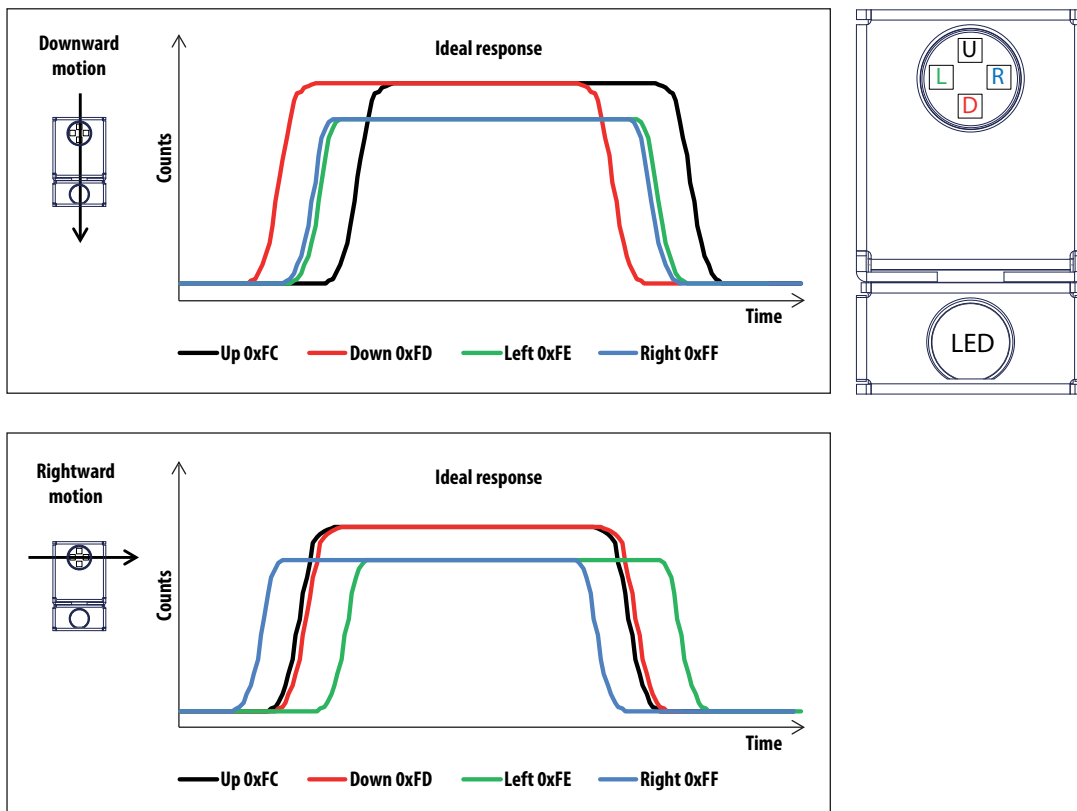 Downward
motion
Ideal response
Counts
Time
Up 0xFC Down 0xFD Left 0xFE Right 0xFF
U
L R
D
LED
Rightward
motion
Ideal response
Counts
Time
Up 0xFC Down 0xFD Left 0xFE Right 0xFF